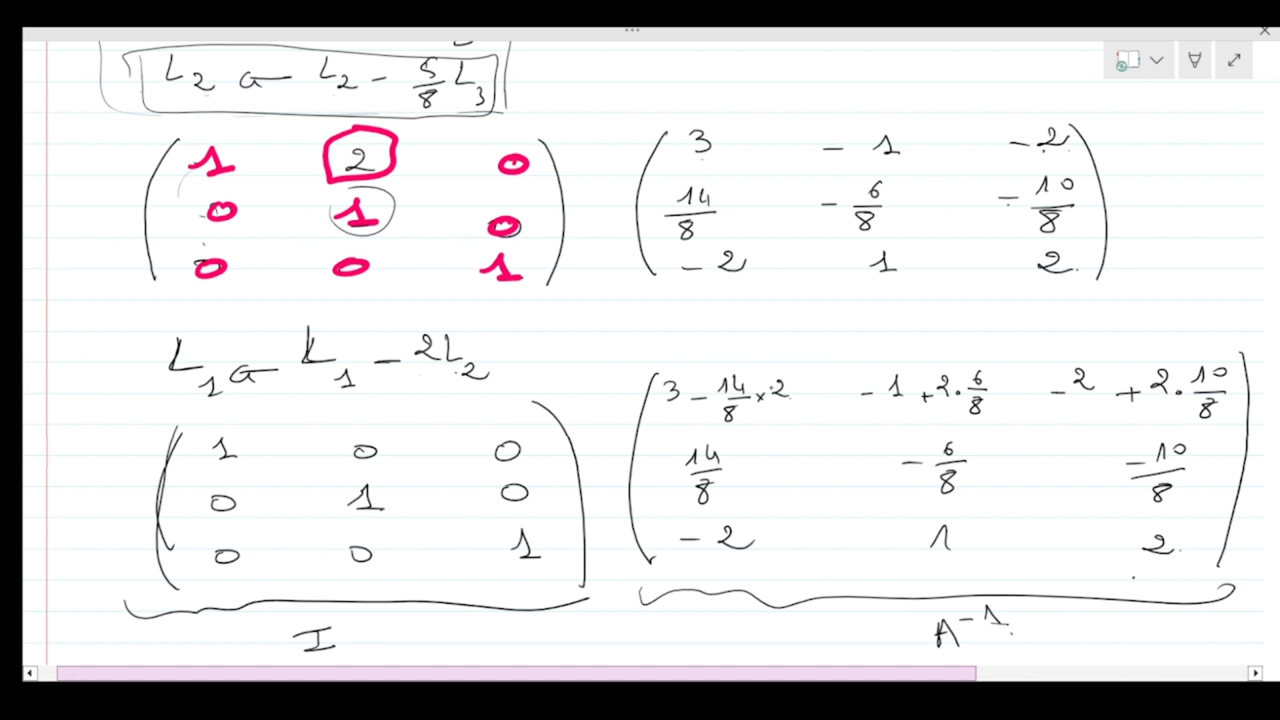 L₂ ← L₂ - 5/8 L₃
1 2 0 3 - 1 - 2
0 1 0 14/8 - 6/8 - 10/8
0 0 1 - 2 1 2
L₁ ← L₁ - 2L₂
1 0 0 3 - 14/8 × 2 - 1 + 2 · 6/8 - 2 + 2 · 10/8
0 1 0 14/8 - 6/8 - 10/8
0 0 1 - 2 1 2
I A⁻¹